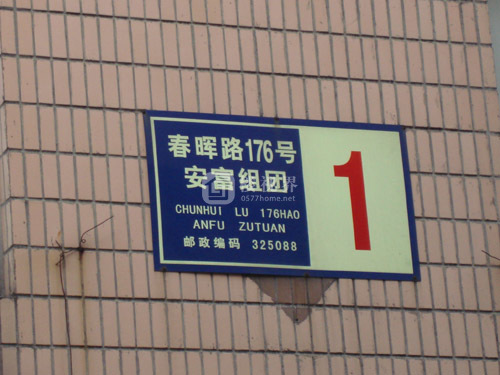 春晖路176号
安富组团
CHUNHUI LU 176HAO
ANFU ZUTUAN
邮政编码 325088
1
0577home.net